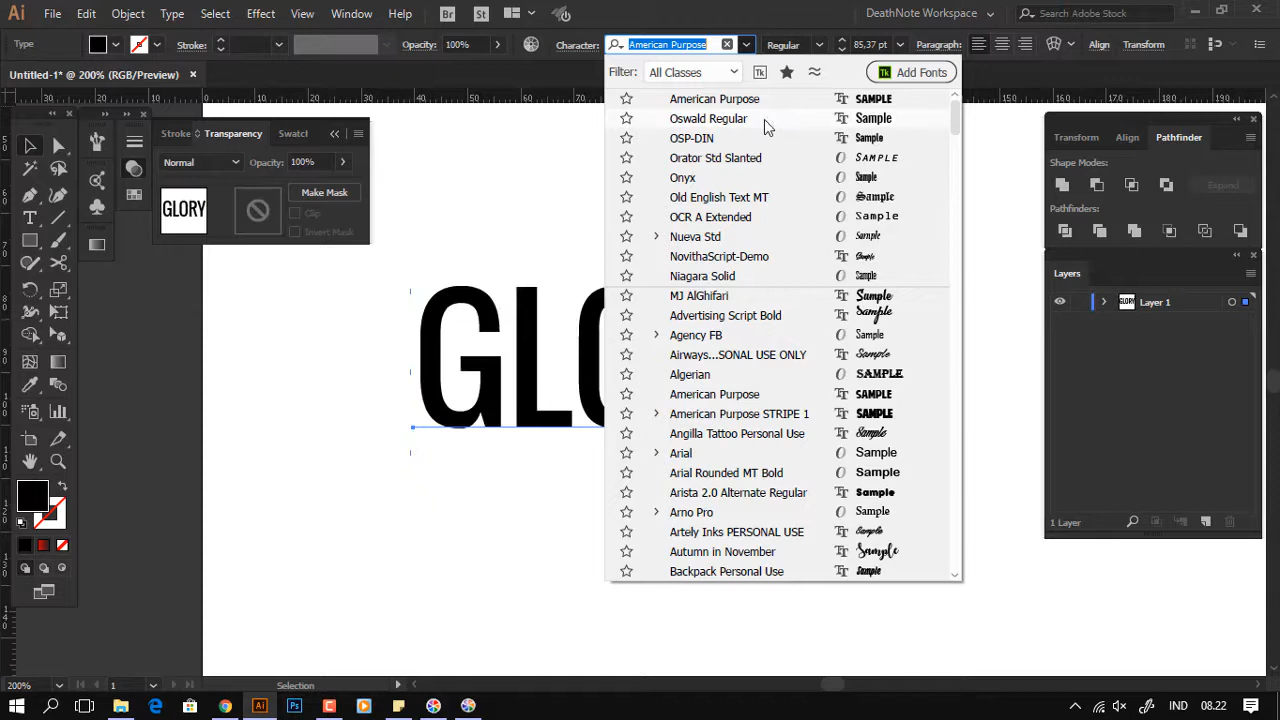 Ai File Edit Object Type Select Effect View Window Help Br St DeathNote Workspace Search Adobe Stock
Type Stroke: Opacity: 100% Character: American Purpose Regular 85,37 pt Paragraph: Align Transform
Untitled-1* @ 200% (RGB/Preview)
Filter: All Classes Tk Tk Add Fonts
American Purpose SAMPLE
Oswald Regular Sample
OSP-DIN Sample
Orator Std Slanted SAMPLE
Onyx Sample
Old English Text MT Sample
OCR A Extended Sample
Nueva Std Sample
NovithaScript-Demo Sample
Niagara Solid Sample
MJ AlGhifari Sample
Advertising Script Bold Sample
Agency FB Sample
Airways...SONAL USE ONLY Sample
Algerian SAMPLE
American Purpose SAMPLE
American Purpose STRIPE 1 SAMPLE
Angilla Tattoo Personal Use Sample
Arial Sample
Arial Rounded MT Bold Sample
Arista 2.0 Alternate Regular Sample
Arno Pro Sample
Artely Inks PERSONAL USE Sample
Autumn in November Sample
Backpack Personal Use Sample
Stroke Transparency Swatcl
Normal Opacity: 100%
GLORY Make Mask
Clip
Invert Mask
GLO
Transform Align Pathfinder
Shape Modes:
Expand
Pathfinders:
Layers
GLORY Layer 1
1 Layer
200% 1 Selection
Ai Ps IND 08.22